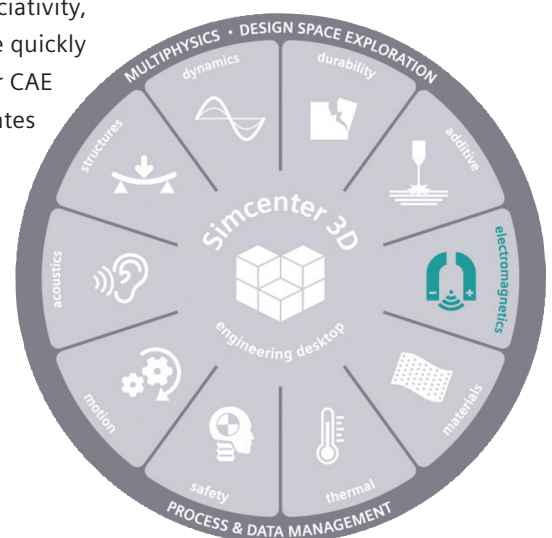 ciativity,
e quickly
r CAE
ates
MULTIPHYSICS • DESIGN SPACE EXPLORATION
dynamics
durability
structures
additive
acoustics
electromagnetics
Simcenter 3D
engineering desktop
motion
materials
safety
thermal
PROCESS & DATA MANAGEMENT